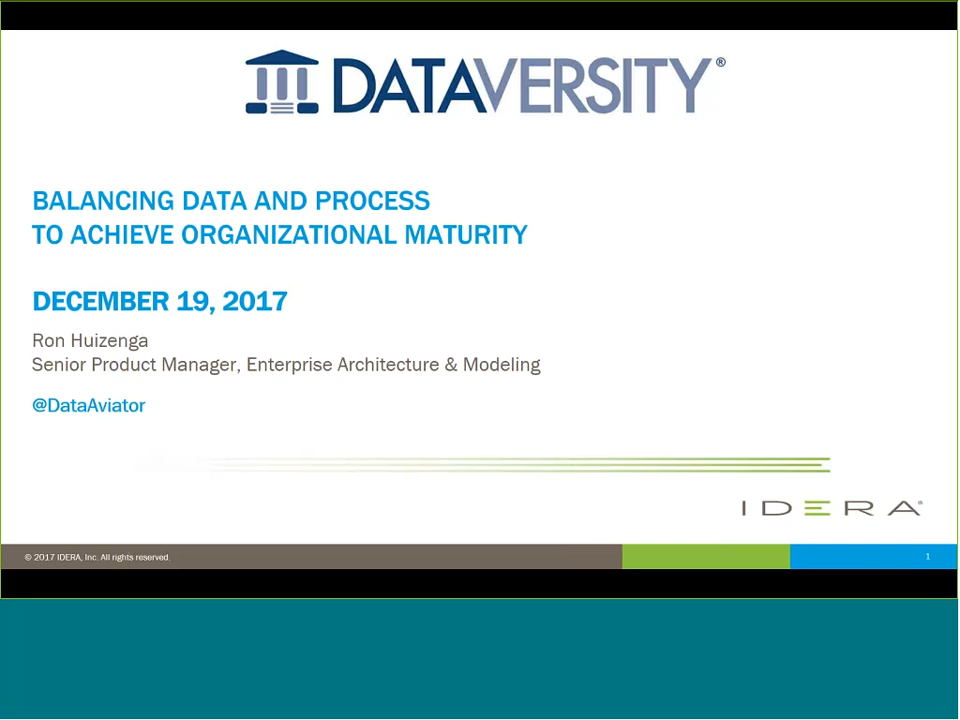 DATAVERSITY®
BALANCING DATA AND PROCESS
TO ACHIEVE ORGANIZATIONAL MATURITY
DECEMBER 19, 2017
Ron Huizenga
Senior Product Manager, Enterprise Architecture & Modeling
@DataAviator
IDERA®
© 2017 IDERA, Inc. All rights reserved.
1